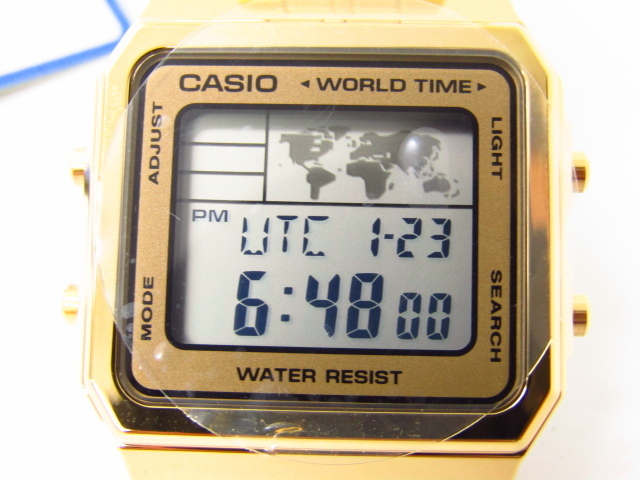 CASIO ◂ WORLD TIME ▸
ADJUST
LIGHT
PM UTC 1-23
6:48 00
MODE
SEARCH
WATER RESIST